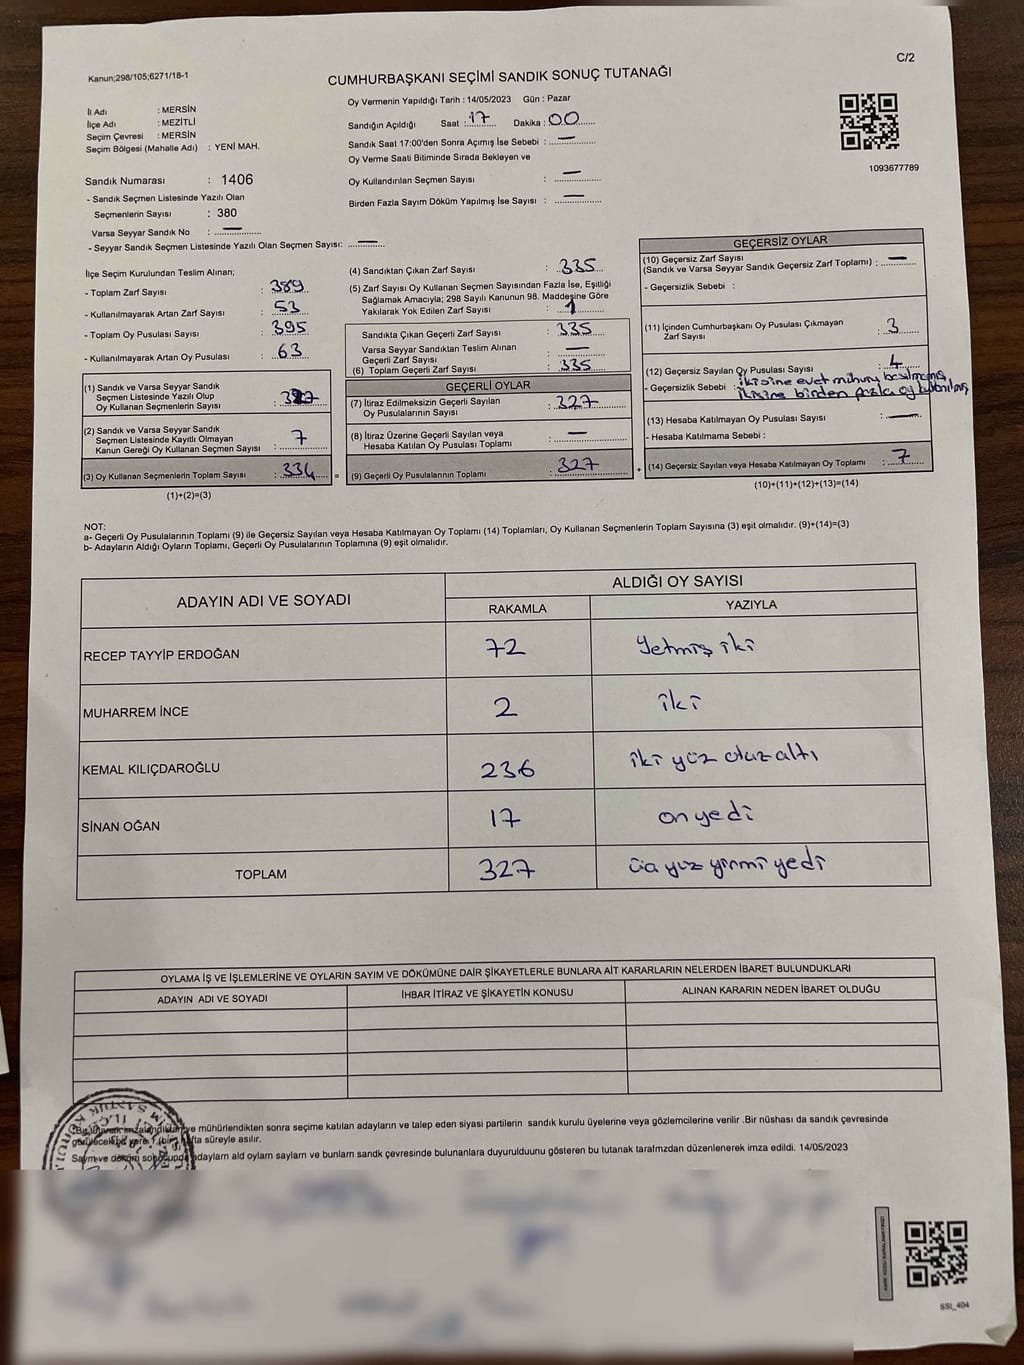 Kanun;298/105;6271/18-1
C/2
CUMHURBAŞKANI SEÇİMİ SANDIK SONUÇ TUTANAĞI
İl Adı : MERSİN
İlçe Adı : MEZİTLİ
Seçim Çevresi : MERSİN
Seçim Bölgesi (Mahalle Adı) : YENİ MAH.
Oy Vermenin Yapıldığı Tarih : 14/05/2023 Gün : Pazar
Sandığın Açıldığı Saat : 17 Dakika : 00
Sandık Saat 17:00'den Sonra Açımış İse Sebebi : —
Oy Verme Saati Bitiminde Sırada Bekleyen ve
Oy Kullandırılan Seçmen Sayısı : —
Birden Fazla Sayım Döküm Yapılmış İse Sayısı : —
1093677789
Sandık Numarası : 1406
- Sandık Seçmen Listesinde Yazılı Olan
Seçmenlerin Sayısı : 380
Varsa Seyyar Sandık No : —
- Seyyar Sandık Seçmen Listesinde Yazılı Olan Seçmen Sayısı: —
İlçe Seçim Kurulundan Teslim Alınan;
- Toplam Zarf Sayısı : 389
- Kullanılmayarak Artan Zarf Sayısı : 53
- Toplam Oy Pusulası Sayısı : 395
- Kullanılmayarak Artan Oy Pusulası : 63
(1) Sandık ve Varsa Seyyar Sandık
Seçmen Listesinde Yazılı Olup
Oy Kullanan Seçmenlerin Sayısı : 327
(2) Sandık ve Varsa Seyyar Sandık
Seçmen Listesinde Kayıtlı Olmayan
Kanun Gereği Oy Kullanan Seçmen Sayısı : 7
(3) Oy Kullanan Seçmenlerin Toplam Sayısı : 334
(1)+(2)=(3)
=
(4) Sandıktan Çıkan Zarf Sayısı : 335
(5) Zarf Sayısı Oy Kullanan Seçmen Sayısından Fazla İse, Eşitliği
Sağlamak Amacıyla; 298 Sayılı Kanunun 98. Maddesine Göre
Yakılarak Yok Edilen Zarf Sayısı : 1
Sandıkta Çıkan Geçerli Zarf Sayısı : 335
Varsa Seyyar Sandıktan Teslim Alınan
Geçerli Zarf Sayısı : —
(6) Toplam Geçerli Zarf Sayısı : 335
GEÇERLİ OYLAR
(7) İtiraz Edilmeksizin Geçerli Sayılan
Oy Pusulalarının Sayısı : 327
(8) İtiraz Üzerine Geçerli Sayılan veya
Hesaba Katılan Oy Pusulası Toplamı : —
(9) Geçerli Oy Pusulalarının Toplamı : 327
+
GEÇERSİZ OYLAR
(10) Geçersiz Zarf Sayısı
(Sandık ve Varsa Seyyar Sandık Geçersiz Zarf Toplamı) : —
- Geçersizlik Sebebi :
(11) İçinden Cumhurbaşkanı Oy Pusulası Çıkmayan
Zarf Sayısı : 3
(12) Geçersiz Sayılan Oy Pusulası Sayısı : 4
- Geçersizlik Sebebi : ikisine evet mührü basılmamış
ikisine birden fazla oy kullanılmış
(13) Hesaba Katılmayan Oy Pusulası Sayısı : —
- Hesaba Katılmama Sebebi :
(14) Geçersiz Sayılan veya Hesaba Katılmayan Oy Toplamı : 7
(10)+(11)+(12)+(13)=(14)
NOT:
a- Geçerli Oy Pusulalarının Toplamı (9) ile Geçersiz Sayılan veya Hesaba Katılmayan Oy Toplamı (14) Toplamları, Oy Kullanan Seçmenlerin Toplam Sayısına (3) eşit olmalıdır. (9)+(14)=(3)
b- Adayların Aldığı Oyların Toplamı, Geçerli Oy Pusulalarının Toplamına (9) eşit olmalıdır.
ADAYIN ADI VE SOYADI
ALDIĞI OY SAYISI
RAKAMLA YAZIYLA
RECEP TAYYİP ERDOĞAN 72 Yetmiş iki
MUHARREM İNCE 2 iki
KEMAL KILIÇDAROĞLU 236 iki yüz otuz altı
SİNAN OĞAN 17 on yedi
TOPLAM 327 üç yüz yirmi yedi
OYLAMA İŞ VE İŞLEMLERİNE VE OYLARIN SAYIM VE DÖKÜMÜNE DAİR ŞİKAYETLERLE BUNLARA AİT KARARLARIN NELERDEN İBARET BULUNDUKLARI
ADAYIN ADI VE SOYADI İHBAR İTİRAZ VE ŞİKAYETİN KONUSU ALINAN KARARIN NEDEN İBARET OLDUĞU
ve mühürlendikten sonra seçime katılan adayların ve talep eden siyasi partilerin sandık kurulu üyelerine veya gözlemcilerine verilir .Bir nüshası da sandık çevresinde
süreyle asılır.
adaylarn ald oylarn saylarn ve bunlarn sandk çevresinde bulunanlara duyurulduunu gösteren bu tutanak tarafmzdan düzenlenerek imza edildi. 14/05/2023
SSI_404